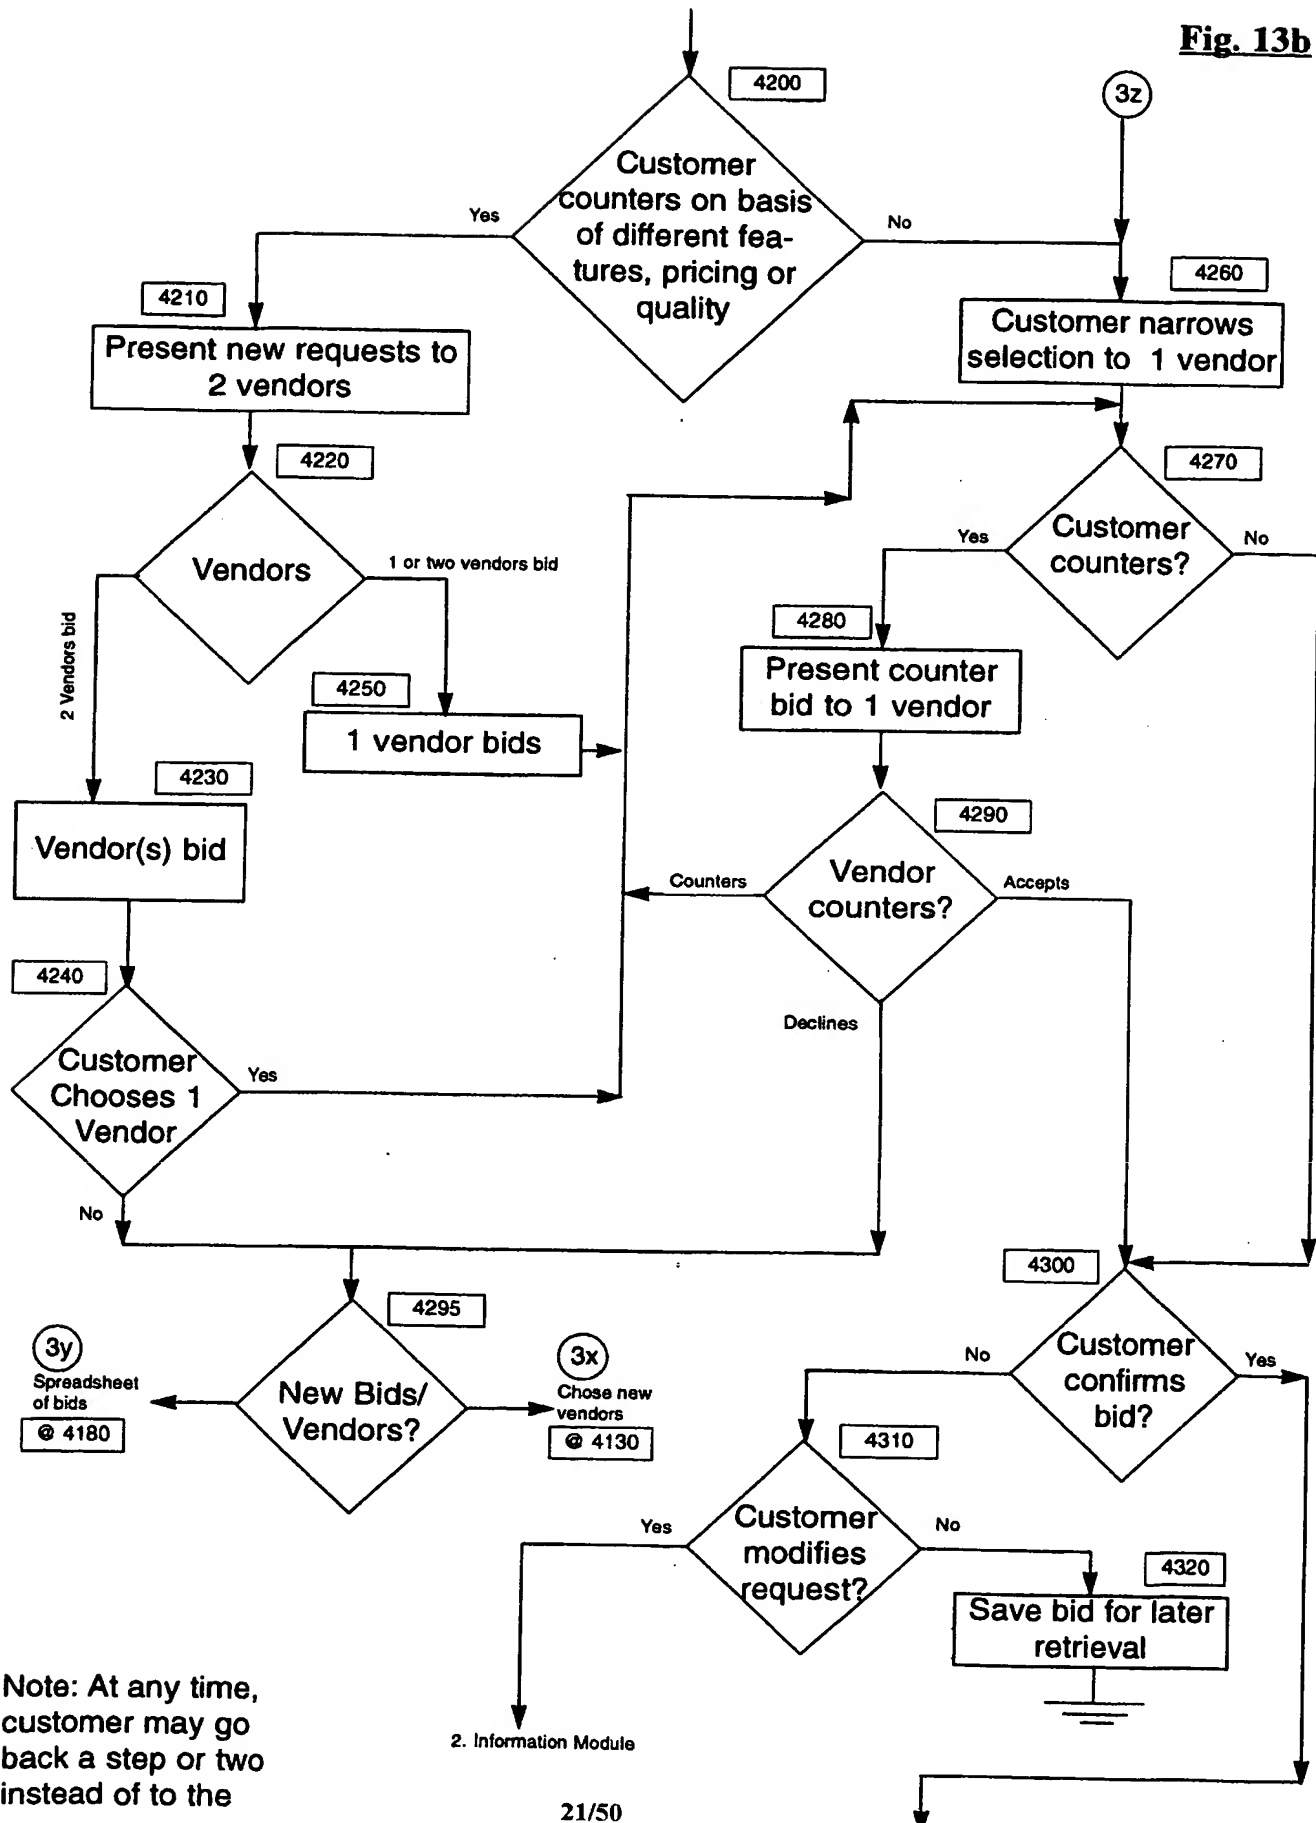 Fig. 13b
4200
3z
Customer
counters on basis
of different fea-
tures, pricing or
quality
Yes
No
4210
4260
Present new requests to
2 vendors
Customer narrows
selection to 1 vendor
4220
4270
Vendors
1 or two vendors bid
2 Vendors bid
Customer
counters?
Yes
No
4280
Present counter
bid to 1 vendor
4250
1 vendor bids
4230
Vendor(s) bid
4290
Vendor
counters?
Counters
Accepts
Declines
4240
Customer
Chooses 1
Vendor
Yes
No
4300
4295
3y
Spreadsheet
of bids
@ 4180
New Bids/
Vendors?
3x
Chose new
vendors
@ 4130
Customer
confirms
bid?
No
Yes
4310
Customer
modifies
request?
Yes
No
4320
Save bid for later
retrieval
2. Information Module
Note: At any time,
customer may go
back a step or two
instead of to the
21/50